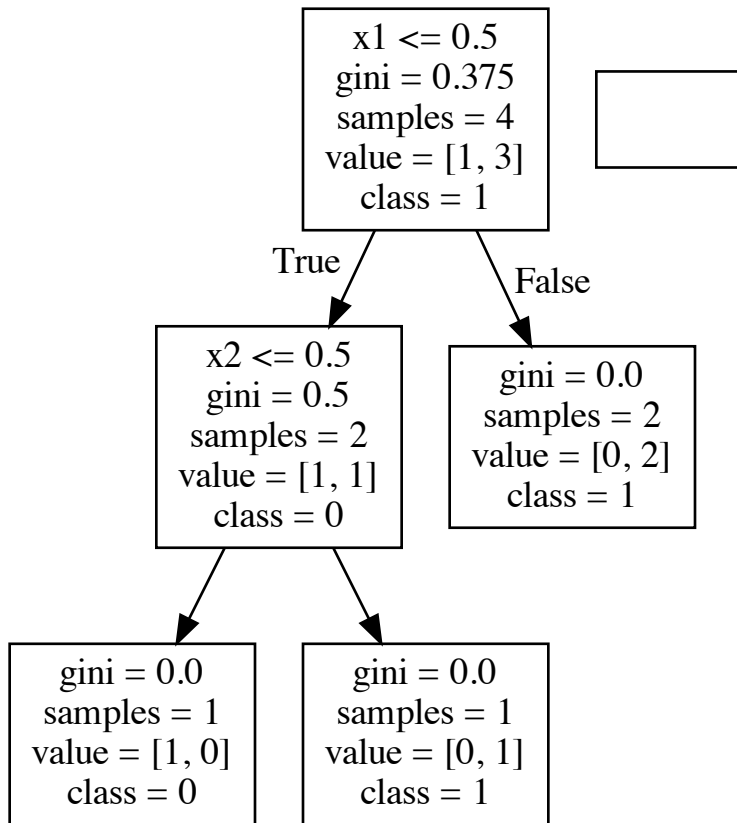 x1 <= 0.5
gini = 0.375
samples = 4
value = [1, 3]
class = 1
True
False
x2 <= 0.5
gini = 0.5
samples = 2
value = [1, 1]
class = 0
gini = 0.0
samples = 2
value = [0, 2]
class = 1
gini = 0.0
samples = 1
value = [1, 0]
class = 0
gini = 0.0
samples = 1
value = [0, 1]
class = 1